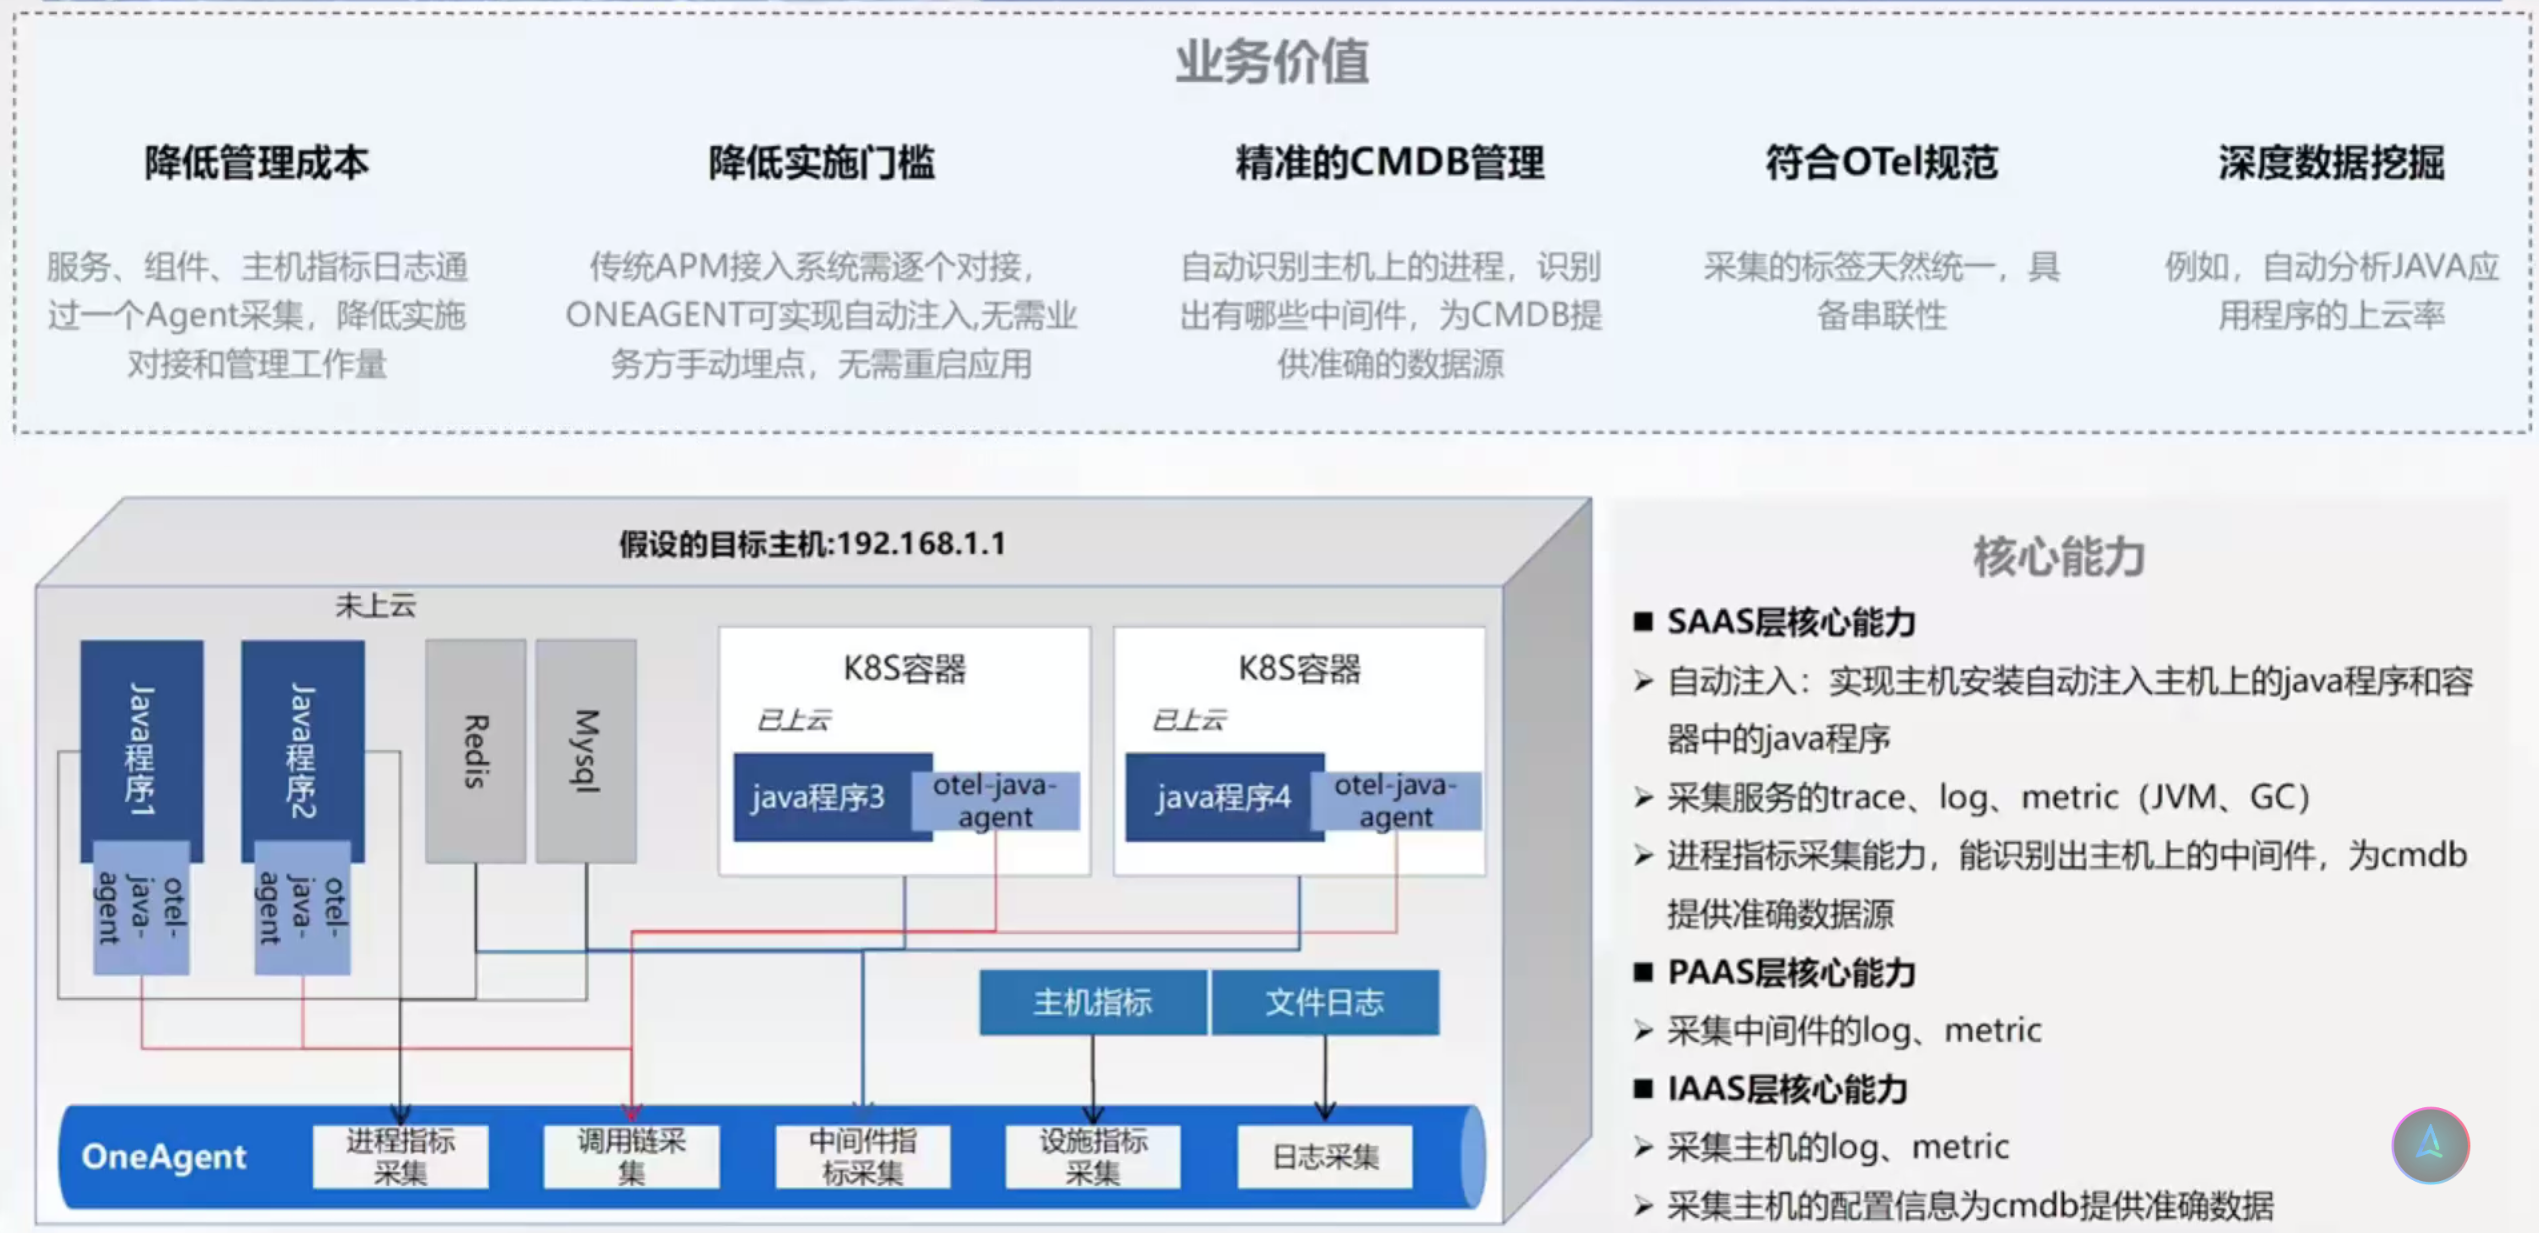 业务价值
降低管理成本
服务、组件、主机指标日志通
过一个Agent采集，降低实施
对接和管理工作量
降低实施门槛
传统APM接入系统需逐个对接，
ONEAGENT可实现自动注入,无需业
务方手动埋点，无需重启应用
精准的CMDB管理
自动识别主机上的进程，识别
出有哪些中间件，为CMDB提
供准确的数据源
符合OTel规范
采集的标签天然统一，具
备串联性
深度数据挖掘
例如，自动分析JAVA应
用程序的上云率
假设的目标主机:192.168.1.1
未上云
Java程序1
otel-
java-
agent
Java程序2
otel-
java-
agent
Redis
Mysql
K8S容器
已上云
java程序3
otel-java-
agent
K8S容器
已上云
java程序4
otel-java-
agent
主机指标
文件日志
OneAgent
进程指标
采集
调用链采
集
中间件指
标采集
设施指标
采集
日志采集
核心能力
■ SAAS层核心能力
➢ 自动注入：实现主机安装自动注入主机上的java程序和容
器中的java程序
➢ 采集服务的trace、log、metric（JVM、GC）
➢ 进程指标采集能力，能识别出主机上的中间件，为cmdb
提供准确数据源
■ PAAS层核心能力
➢ 采集中间件的log、metric
■ IAAS层核心能力
➢ 采集主机的log、metric
➢ 采集主机的配置信息为cmdb提供准确数据